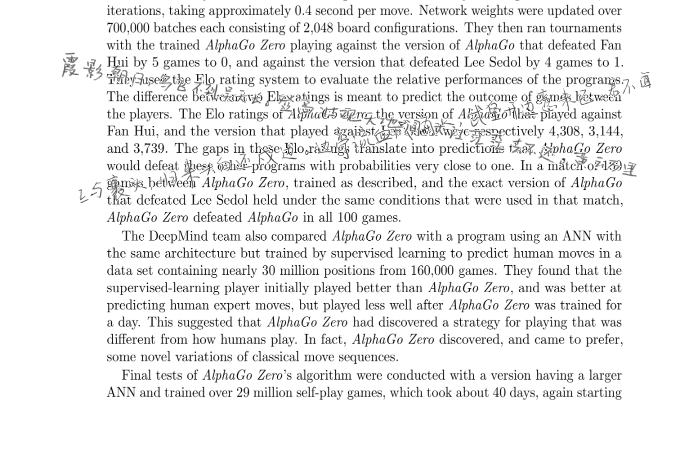 iterations, taking approximately 0.4 second per move. Network weights were updated over
700,000 batches each consisting of 2,048 board configurations. They then ran tournaments
with the trained AlphaGo Zero playing against the version of AlphaGo that defeated Fan
Hui by 5 games to 0, and against the version that defeated Lee Sedol by 4 games to 1.
霞影
They used the Elo rating system to evaluate the relative performances of the programs.
The difference between two Elo ratings is meant to predict the outcome of games between
the players. The Elo ratings of AlphaGo Zero, the version of AlphaGo that played against
Fan Hui, and the version that played against Lee Sedol were respectively 4,308, 3,144,
and 3,739. The gaps in these Elo ratings translate into predictions that AlphaGo Zero
would defeat these other programs with probabilities very close to one. In a match of 100
games between AlphaGo Zero, trained as described, and the exact version of AlphaGo
that defeated Lee Sedol held under the same conditions that were used in that match,
AlphaGo Zero defeated AlphaGo in all 100 games.
The DeepMind team also compared AlphaGo Zero with a program using an ANN with
the same architecture but trained by supervised learning to predict human moves in a
data set containing nearly 30 million positions from 160,000 games. They found that the
supervised-learning player initially played better than AlphaGo Zero, and was better at
predicting human expert moves, but played less well after AlphaGo Zero was trained for
a day. This suggested that AlphaGo Zero had discovered a strategy for playing that was
different from how humans play. In fact, AlphaGo Zero discovered, and came to prefer,
some novel variations of classical move sequences.
Final tests of AlphaGo Zero's algorithm were conducted with a version having a larger
ANN and trained over 29 million self-play games, which took about 40 days, again starting